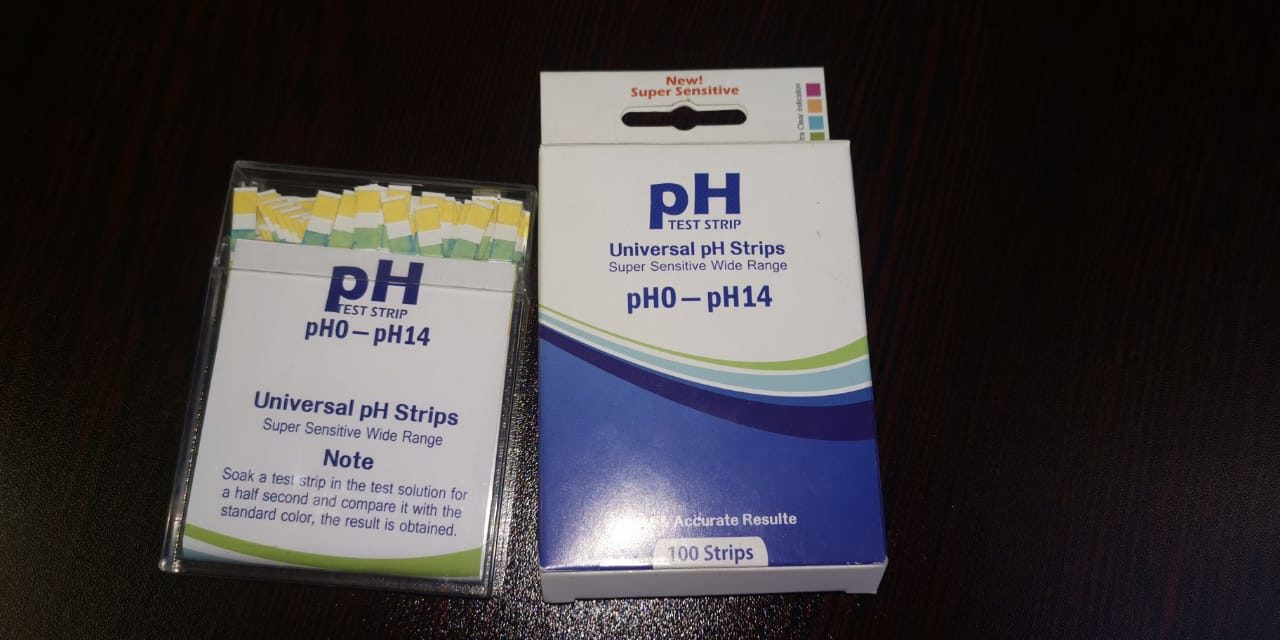 pH
TEST STRIP
pH0 – pH14
Universal pH Strips
Super Sensitive Wide Range
Note
Soak a test strip in the test solution for
a half second and compare it with the
standard color, the result is obtained.
New!
Super Sensitive
Clear indication
pH
TEST STRIP
Universal pH Strips
Super Sensitive Wide Range
pH0 – pH14
& Accurate Resulte
100 Strips